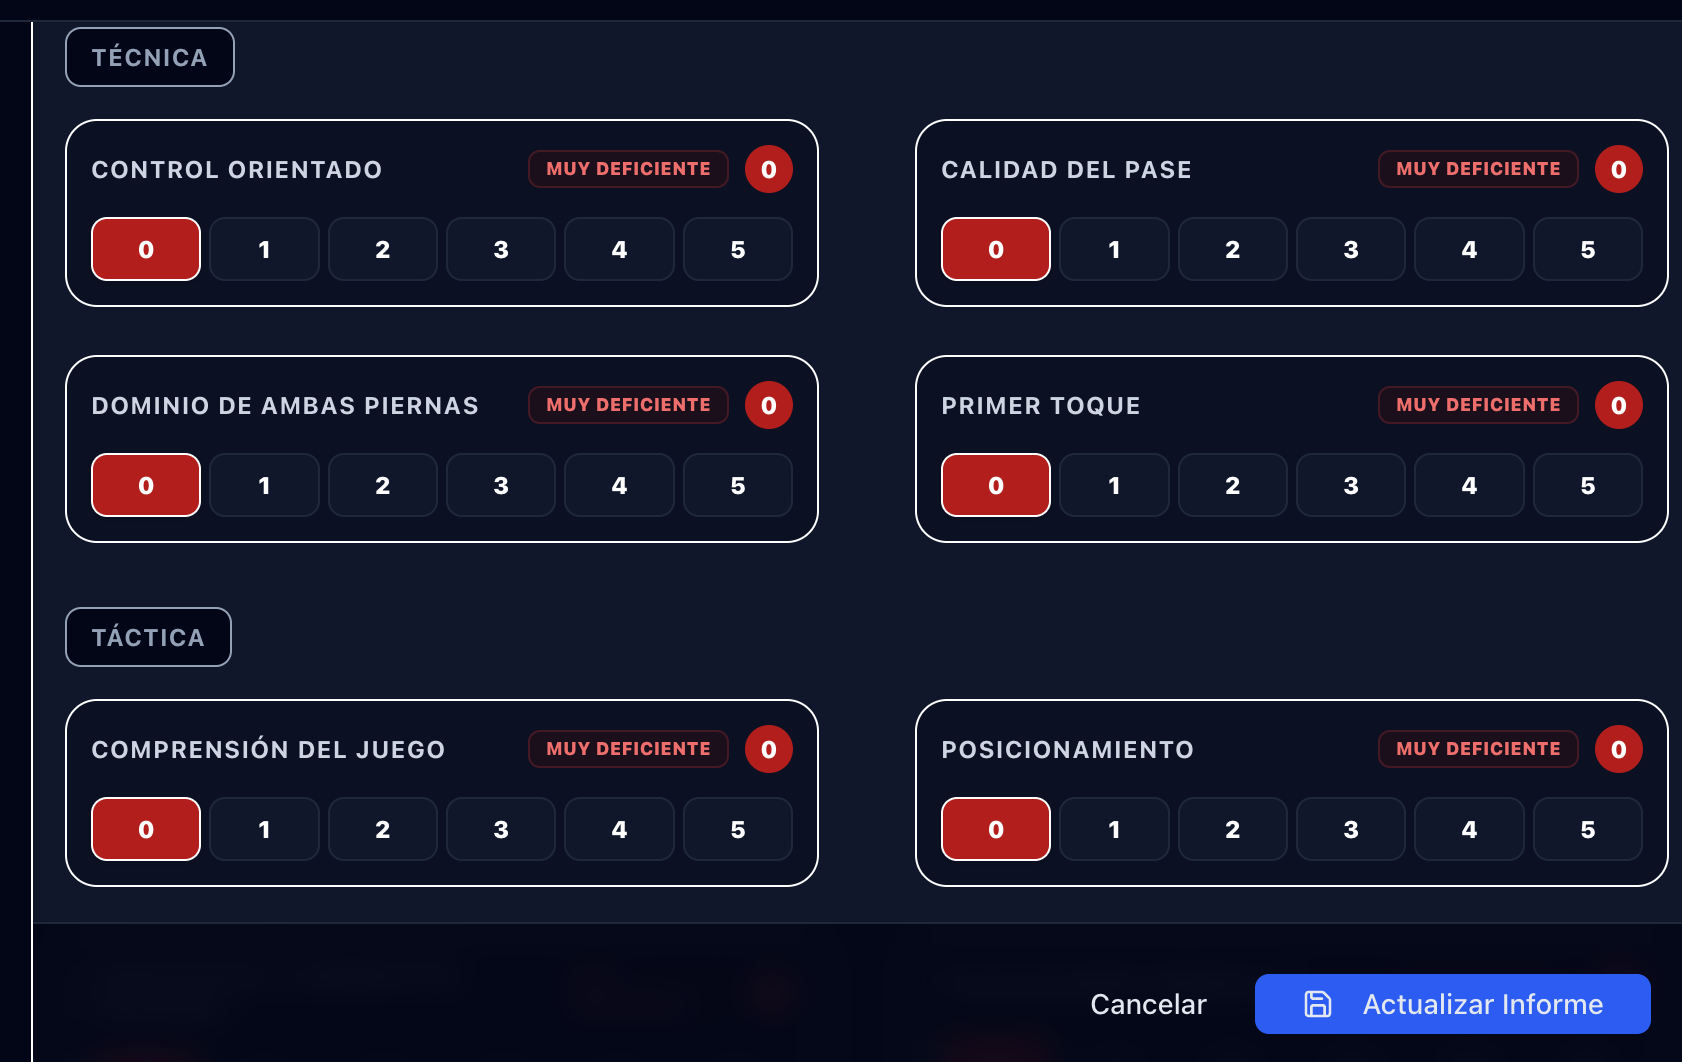 TÉCNICA
CONTROL ORIENTADO MUY DEFICIENTE 0
0 1 2 3 4 5
CALIDAD DEL PASE MUY DEFICIENTE 0
0 1 2 3 4 5
DOMINIO DE AMBAS PIERNAS MUY DEFICIENTE 0
0 1 2 3 4 5
PRIMER TOQUE MUY DEFICIENTE 0
0 1 2 3 4 5
TÁCTICA
COMPRENSIÓN DEL JUEGO MUY DEFICIENTE 0
0 1 2 3 4 5
POSICIONAMIENTO MUY DEFICIENTE 0
0 1 2 3 4 5
Cancelar
Actualizar Informe